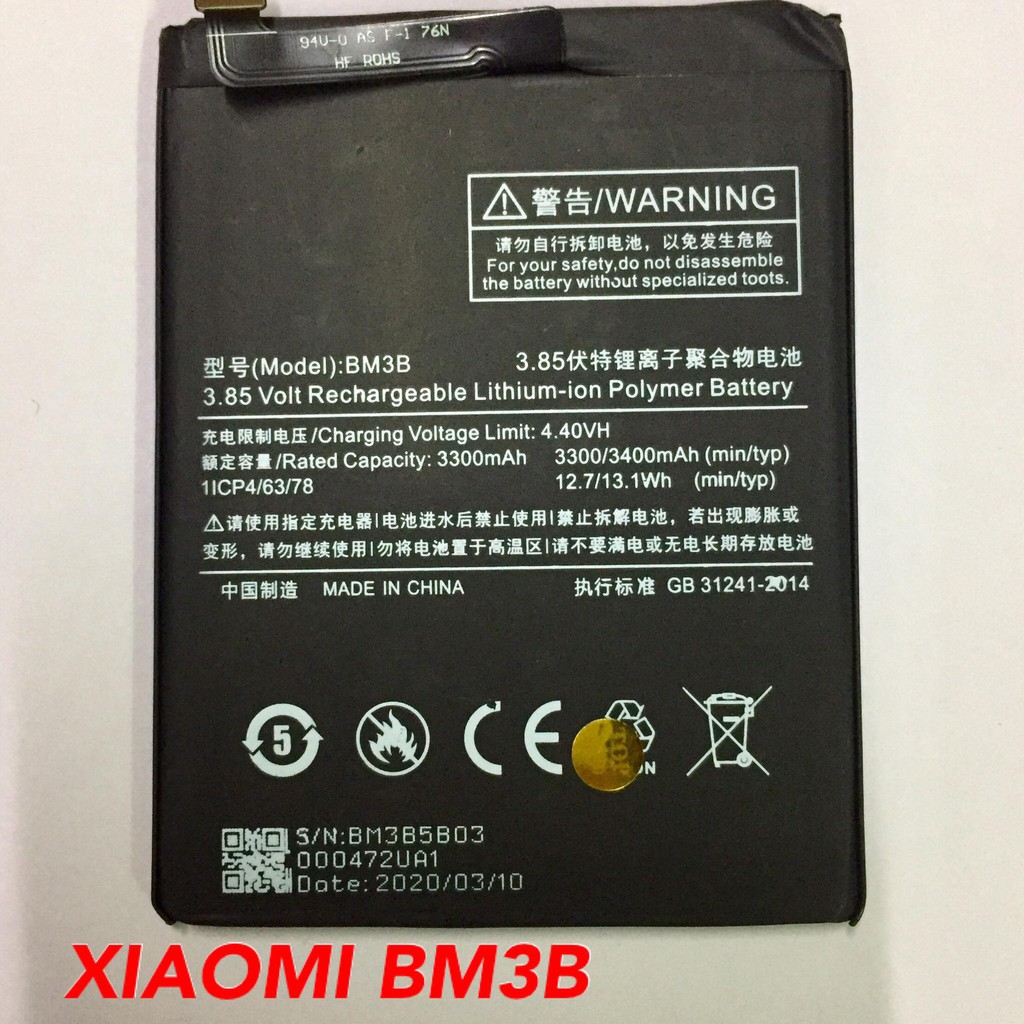 94V-0 AS F-1 76N
HF ROHS
警告/WARNING
请勿自行拆卸电池，以免发生危险
For your safety,do not disassemble
the battery without specialized toots.
型号(Model):BM3B 3.85伏特锂离子聚合物电池
3.85 Volt Rechargeable Lithium-ion Polymer Battery
充电限制电压/Charging Voltage Limit: 4.40VH
额定容量/Rated Capacity: 3300mAh 3300/3400mAh (min/typ)
1ICP4/63/78 12.7/13.1Wh (min/typ)
⚠请使用指定充电器|电池进水后禁止使用|禁止拆解电池，若出现膨胀或
变形，请勿继续使用|勿将电池置于高温区|请不要满电或无电长期存放电池
中国制造 MADE IN CHINA 执行标准 GB 31241-2014
5 CE
S/N:BM3B5B03
000472UA1
Date:2020/03/10
XIAOMI BM3B